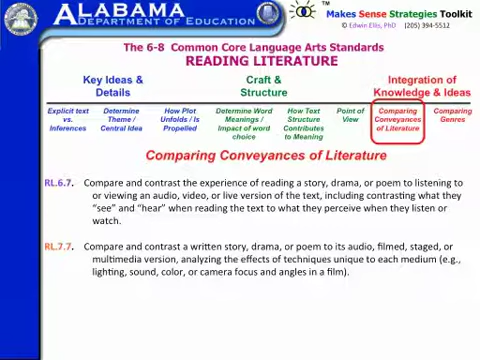 ALABAMA
DEPARTMENT OF EDUCATION
TM
Makes Sense Strategies Toolkit
© Edwin Ellis, PhD (205) 394-5512
The 6-8 Common Core Language Arts Standards
READING LITERATURE
Key Ideas &
Details
Craft &
Structure
Integration of
Knowledge & Ideas
Explicit text
vs.
Inferences
Determine
Theme /
Central Idea
How Plot
Unfolds / Is
Propelled
Determine Word
Meanings /
Impact of word
choice
How Text
Structure
Contributes
to Meaning
Point of
View
Comparing
Conveyances
of Literature
Comparing
Genres
Comparing Conveyances of Literature
RL.6.7. Compare and contrast the experience of reading a story, drama, or poem to listening to
or viewing an audio, video, or live version of the text, including contrasting what they
“see” and “hear” when reading the text to what they perceive when they listen or
watch.
RL.7.7. Compare and contrast a written story, drama, or poem to its audio, filmed, staged, or
multimedia version, analyzing the effects of techniques unique to each medium (e.g.,
lighting, sound, color, or camera focus and angles in a film).